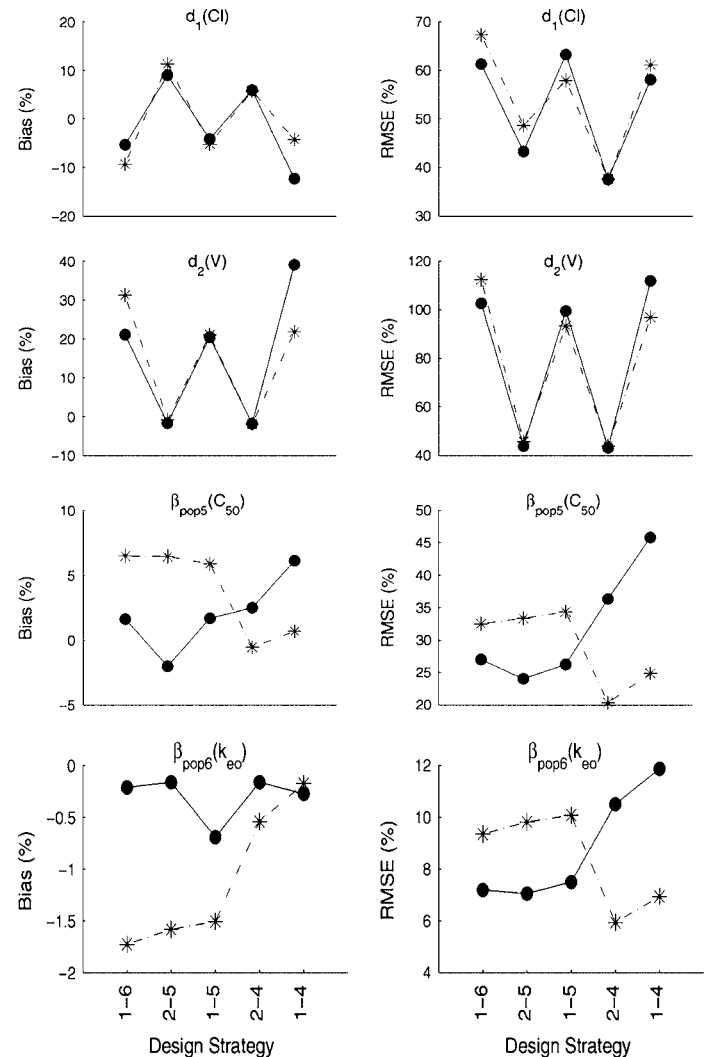 d1(Cl)
Bias (%)
20
10
0
−10
−20
d1(Cl)
RMSE (%)
70
60
50
40
30
d2(V)
Bias (%)
40
30
20
10
0
−10
d2(V)
RMSE (%)
120
100
80
60
40
βpop5(C50)
Bias (%)
10
5
0
−5
βpop5(C50)
RMSE (%)
50
45
40
35
30
25
20
βpop6(keo)
Bias (%)
0
−0.5
−1
−1.5
−2
1−6
2−5
1−5
2−4
1−4
Design Strategy
βpop6(keo)
RMSE (%)
12
10
8
6
4
1−6
2−5
1−5
2−4
1−4
Design Strategy